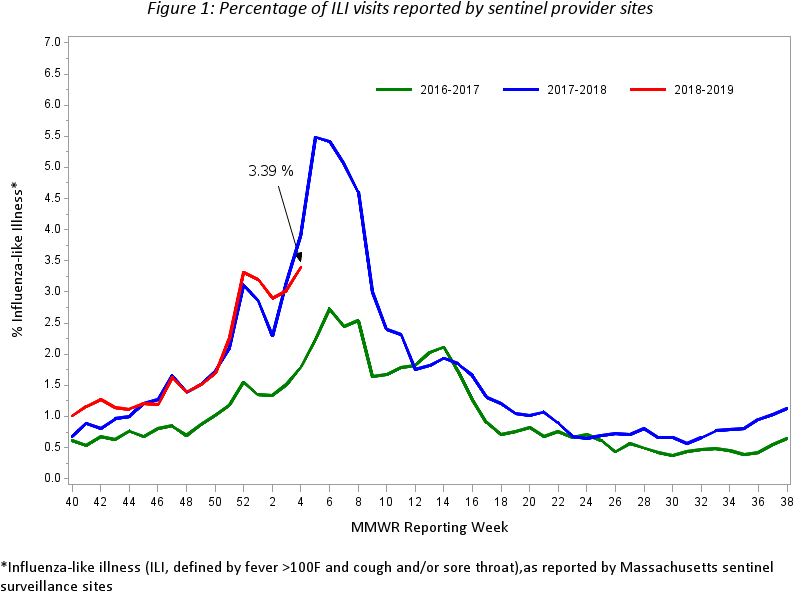 Figure 1: Percentage of ILI visits reported by sentinel provider sites
7.0
6.5
6.0
5.5
5.0
4.5
4.0
3.5
3.0
2.5
2.0
1.5
1.0
0.5
0.0
% Influenza-like Illness*
2016-2017 2017-2018 2018-2019
3.39 %
40 42 44 46 48 50 52 2 4 6 8 10 12 14 16 18 20 22 24 26 28 30 32 34 36 38
MMWR Reporting Week
*Influenza-like illness (ILI, defined by fever >100F and cough and/or sore throat),as reported by Massachusetts sentinel
surveillance sites